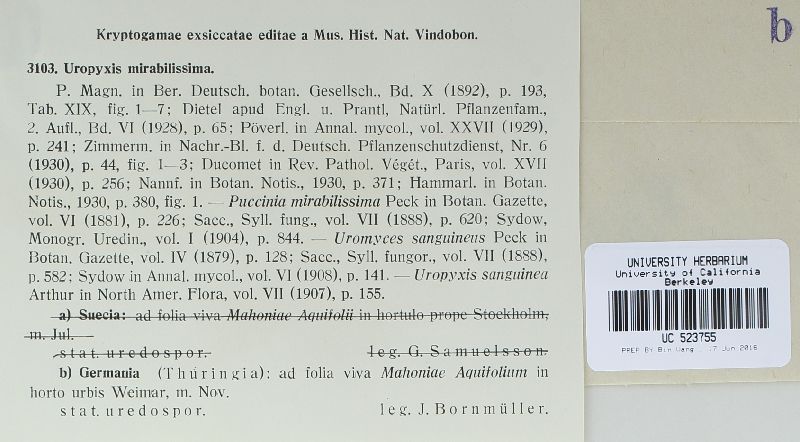 Kryptogamae exsiccatae editae a Mus. Hist. Nat. Vindobon.
3103. Uropyxis mirabilissima.
P. Magn. in Ber. Deutsch. botan. Gesellsch., Bd. X (1892), p. 193,
Tab. XIX, fig. 1—7; Dietel apud Engl. u. Prantl, Natürl. Pflanzenfam.,
2. Aufl., Bd. VI (1928), p. 65; Pöverl. in Annal. mycol., vol. XXVII (1929),
p. 241; Zimmerm. in Nachr.-Bl. f. d. Deutsch. Pflanzenschutzdienst, Nr. 6
(1930), p. 44, fig. 1—3; Ducomet in Rev. Pathol. Végét., Paris, vol. XVII
(1930), p. 256; Nannf. in Botan. Notis., 1930, p. 371; Hammarl. in Botan.
Notis., 1930, p. 380, fig. 1. — Puccinia mirabilissima Peck in Botan. Gazette,
vol. VI (1881), p. 226; Sacc., Syll. fung., vol. VII (1888), p. 620; Sydow,
Monogr. Uredin., vol. I (1904), p. 844. — Uromyces sanguineus Peck in
Botan. Gazette, vol. IV (1879), p. 128; Sacc., Syll. fungor., vol. VII (1888),
p. 582; Sydow in Annal. mycol., vol. VI (1908), p. 141. — Uropyxis sanguinea
Arthur in North Amer. Flora, vol. VII (1907), p. 155.
a) Suecia: ad folia viva Mahoniae Aquifolii in hortulo prope Stockholm,
m. Jul.
stat. uredospor. leg. G. Samuelsson.
b) Germania (Thüringia): ad folia viva Mahoniae Aquifolium in
horto urbis Weimar, m. Nov.
stat. uredospor. leg. J. Bornmüller.
b
UNIVERSITY HERBARIUM
University of California
Berkeley
UC 523755
PREP BY Bin Wang 17 Jun 2016